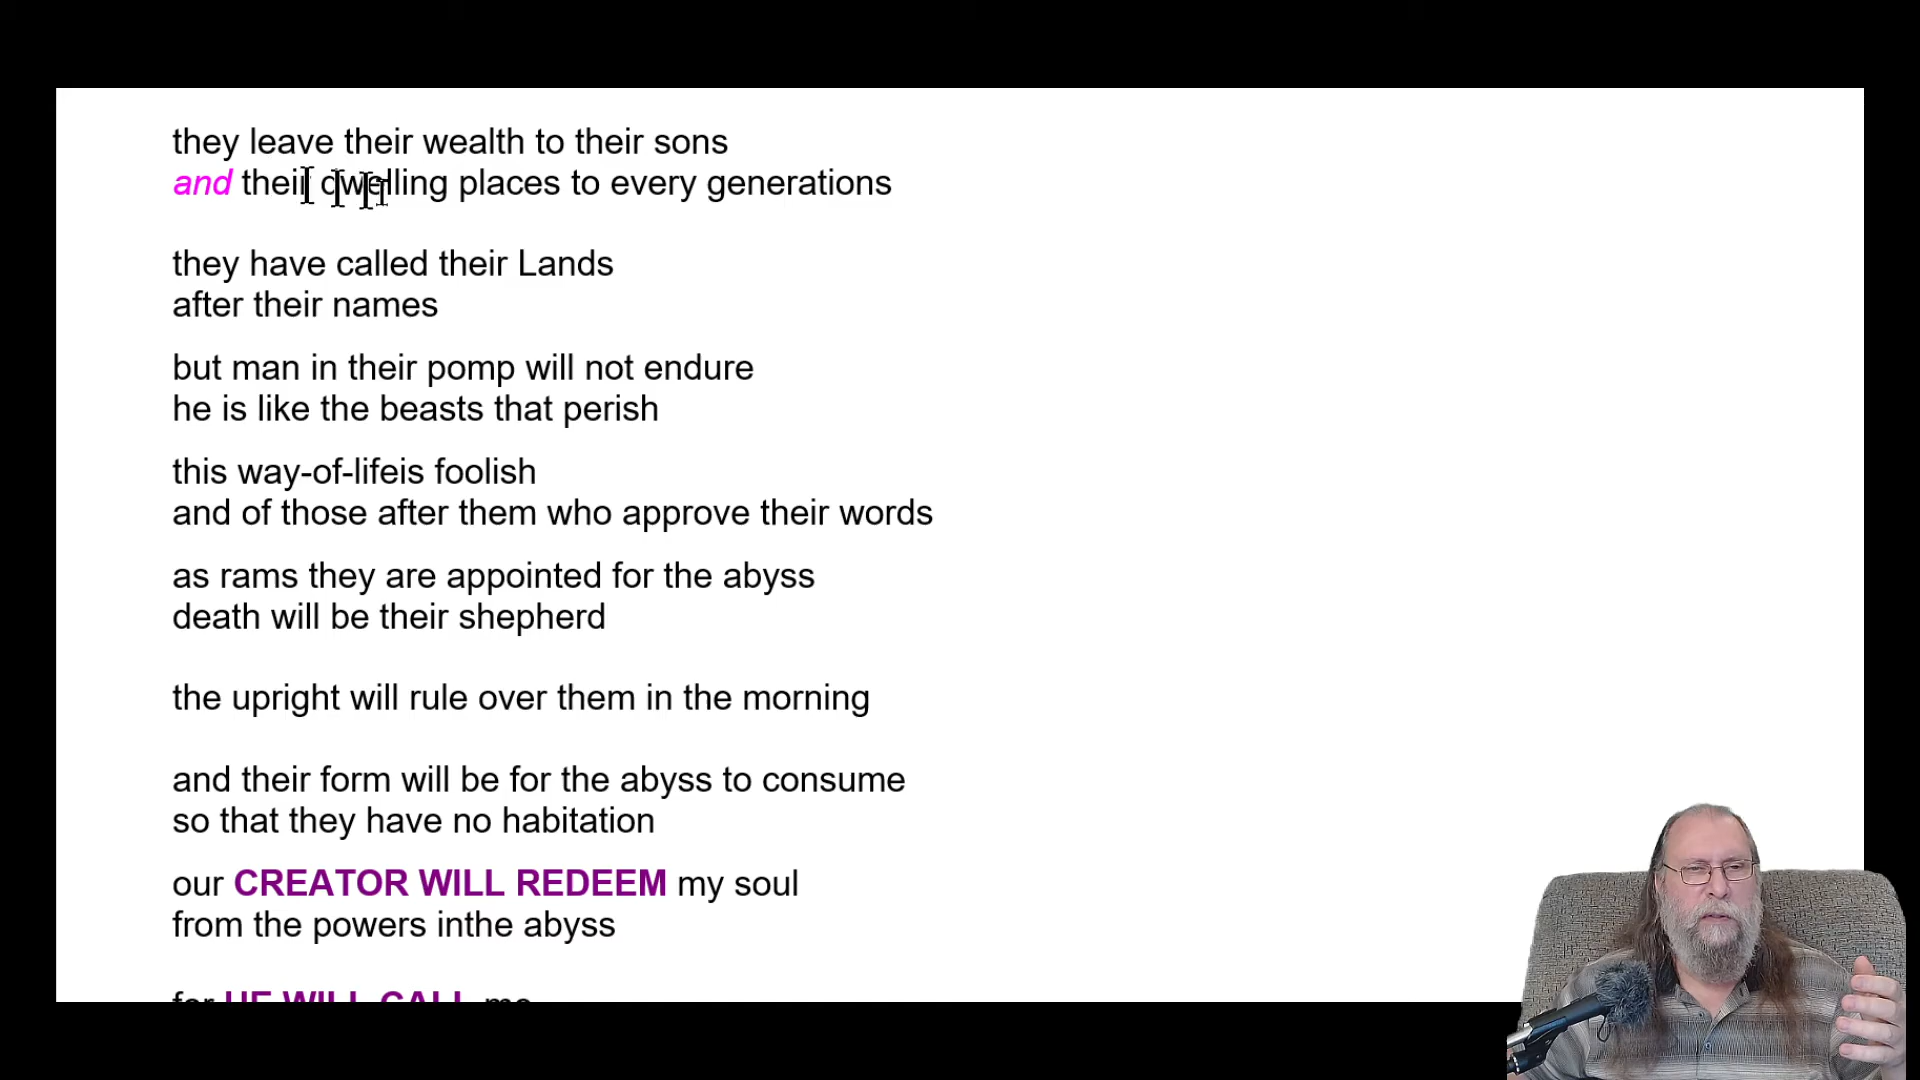 they leave their wealth to their sons
and their dwelling places to every generations
they have called their Lands
after their names
but man in their pomp will not endure
he is like the beasts that perish
this way-of-lifeis foolish
and of those after them who approve their words
as rams they are appointed for the abyss
death will be their shepherd
the upright will rule over them in the morning
and their form will be for the abyss to consume
so that they have no habitation
our CREATOR WILL REDEEM my soul
from the powers inthe abyss
for HE WILL CALL me